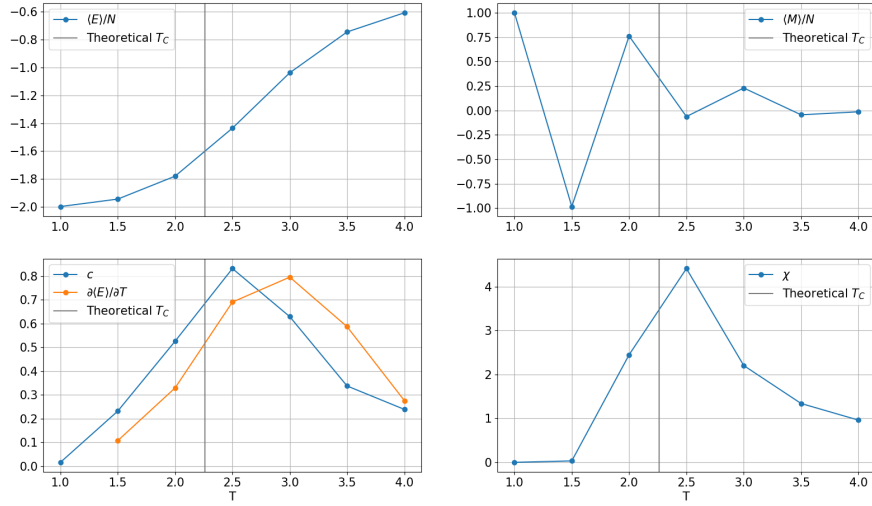 ⟨E⟩/N
Theoretical T_C
−0.6
−0.8
−1.0
−1.2
−1.4
−1.6
−1.8
−2.0
1.0 1.5 2.0 2.5 3.0 3.5 4.0
⟨M⟩/N
Theoretical T_C
1.00
0.75
0.50
0.25
0.00
−0.25
−0.50
−0.75
−1.00
1.0 1.5 2.0 2.5 3.0 3.5 4.0
c
∂⟨E⟩/∂T
Theoretical T_C
0.8
0.7
0.6
0.5
0.4
0.3
0.2
0.1
0.0
1.0 1.5 2.0 2.5 3.0 3.5 4.0
T
χ
Theoretical T_C
4
3
2
1
0
1.0 1.5 2.0 2.5 3.0 3.5 4.0
T